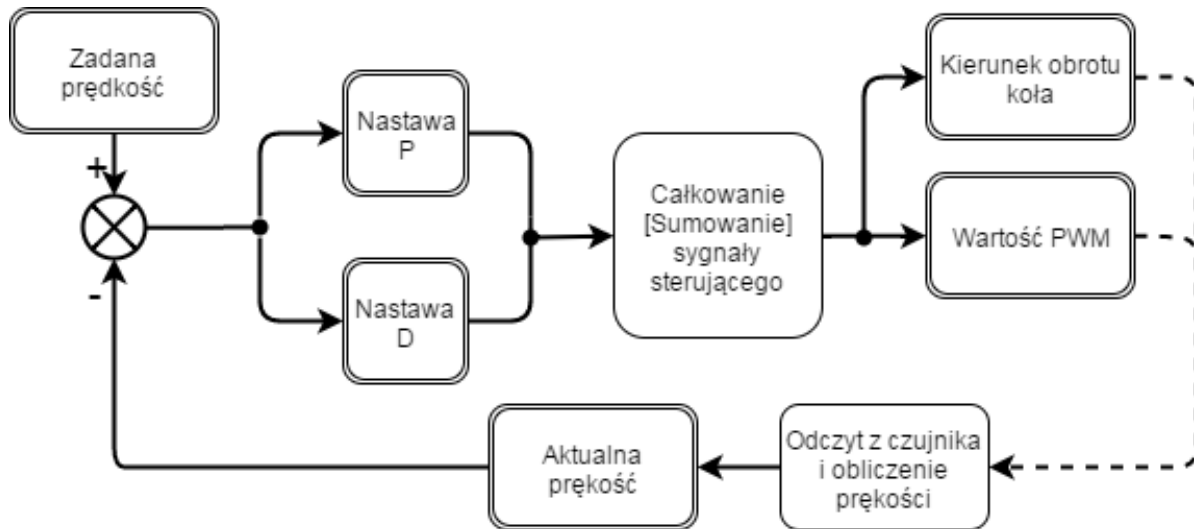 Zadana
prędkość
+
-
Nastawa
P
Nastawa
D
Całkowanie
[Sumowanie]
sygnały
sterującego
Kierunek obrotu
koła
Wartość PWM
Odczyt z czujnika
i obliczenie
prękości
Aktualna
prękość